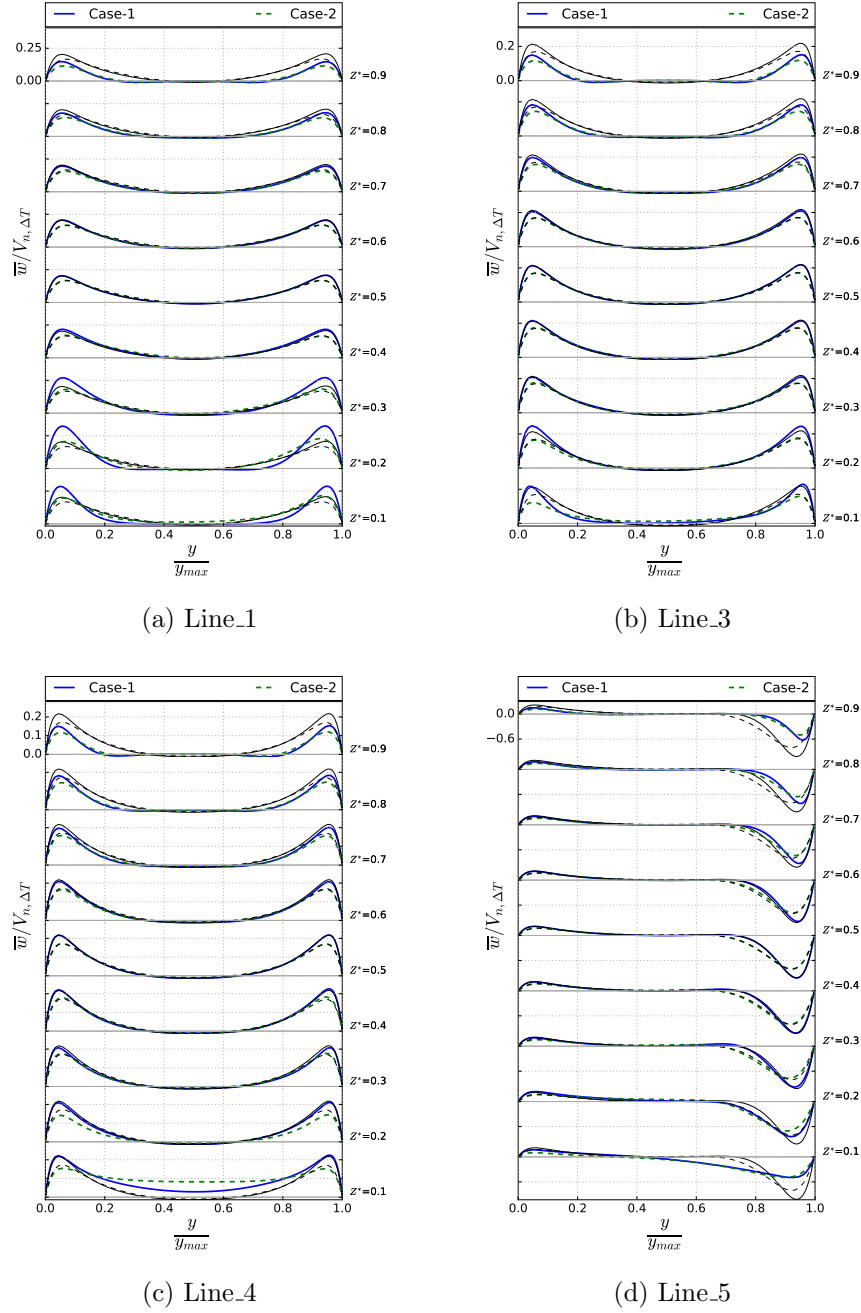 Case-1 Case-2
0.25
0.00
Z*=0.9
Z*=0.8
Z*=0.7
Z*=0.6
Z*=0.5
Z*=0.4
Z*=0.3
Z*=0.2
Z*=0.1
w̅/V_{n, ΔT}
0.0 0.2 0.4 0.6 0.8 1.0
y
y_{max}
(a) Line_1
Case-1 Case-2
0.2
0.0
Z*=0.9
Z*=0.8
Z*=0.7
Z*=0.6
Z*=0.5
Z*=0.4
Z*=0.3
Z*=0.2
Z*=0.1
w̅/V_{n, ΔT}
0.0 0.2 0.4 0.6 0.8 1.0
y
y_{max}
(b) Line_3
Case-1 Case-2
0.2
0.0
Z*=0.9
Z*=0.8
Z*=0.7
Z*=0.6
Z*=0.5
Z*=0.4
Z*=0.3
Z*=0.2
Z*=0.1
w̅/V_{n, ΔT}
0.0 0.2 0.4 0.6 0.8 1.0
y
y_{max}
(c) Line_4
Case-1 Case-2
0.0
−0.6
Z*=0.9
Z*=0.8
Z*=0.7
Z*=0.6
Z*=0.5
Z*=0.4
Z*=0.3
Z*=0.2
Z*=0.1
w̅/V_{n, ΔT}
0.0 0.2 0.4 0.6 0.8 1.0
y
y_{max}
(d) Line_5